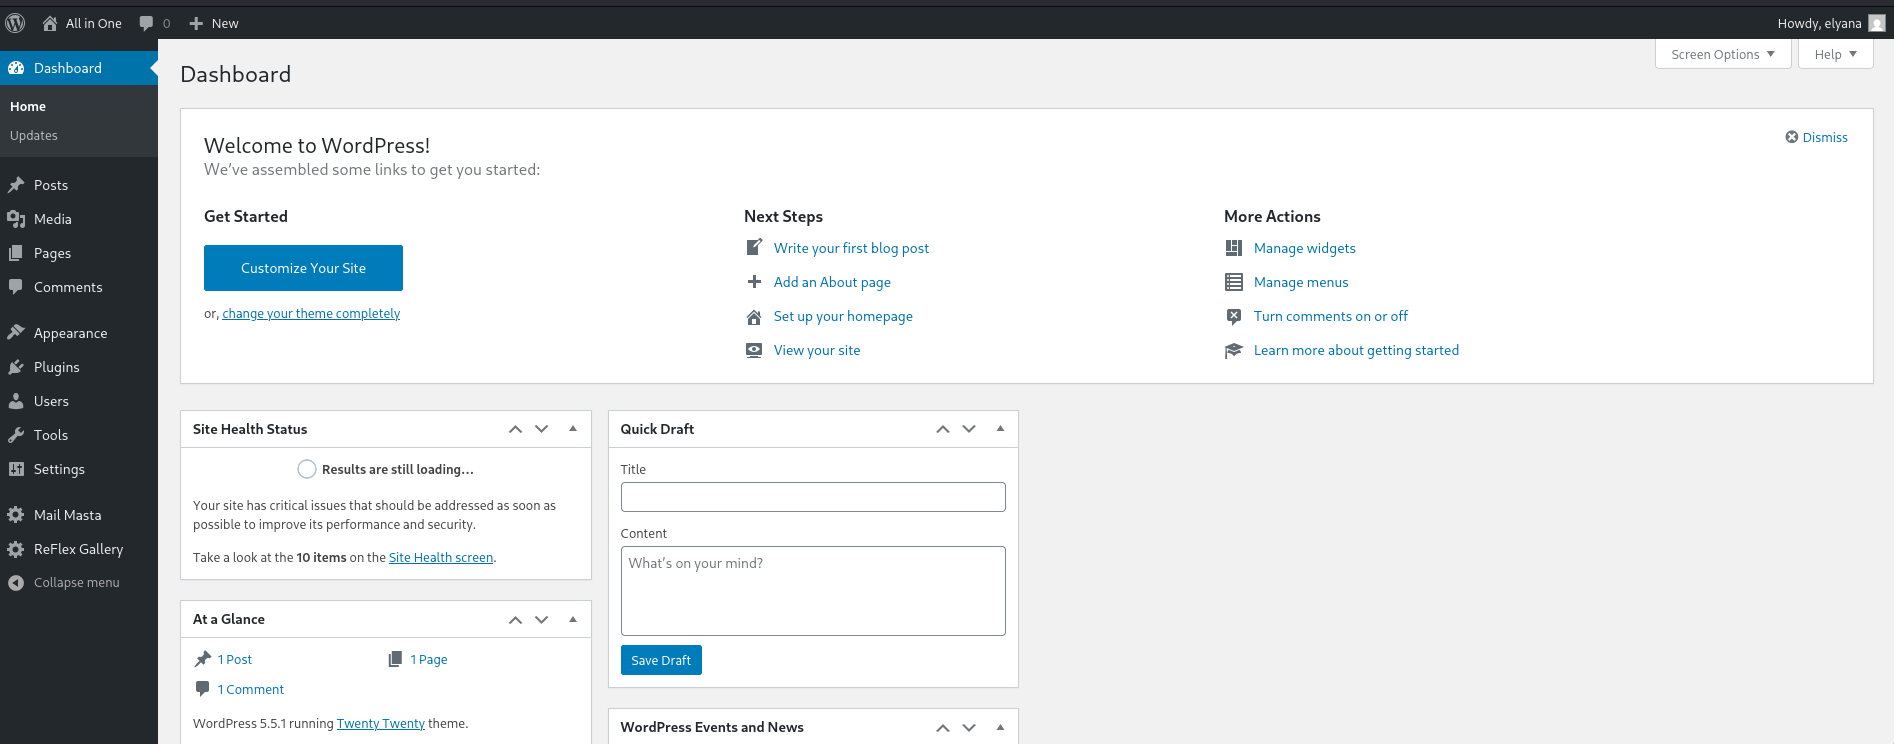 All in One
0
New
Howdy, elyana
Dashboard
Home
Updates
Posts
Media
Pages
Comments
Appearance
Plugins
Users
Tools
Settings
Mail Masta
ReFlex Gallery
Collapse menu
Screen Options
Help
Dashboard
Welcome to WordPress!
We've assembled some links to get you started:
Dismiss
Get Started
Customize Your Site
or, change your theme completely
Next Steps
Write your first blog post
Add an About page
Set up your homepage
View your site
More Actions
Manage widgets
Manage menus
Turn comments on or off
Learn more about getting started
Site Health Status
Results are still loading...
Your site has critical issues that should be addressed as soon as
possible to improve its performance and security.
Take a look at the 10 items on the Site Health screen.
At a Glance
1 Post
1 Page
1 Comment
WordPress 5.5.1 running Twenty Twenty theme.
Quick Draft
Title
Content
What's on your mind?
Save Draft
WordPress Events and News